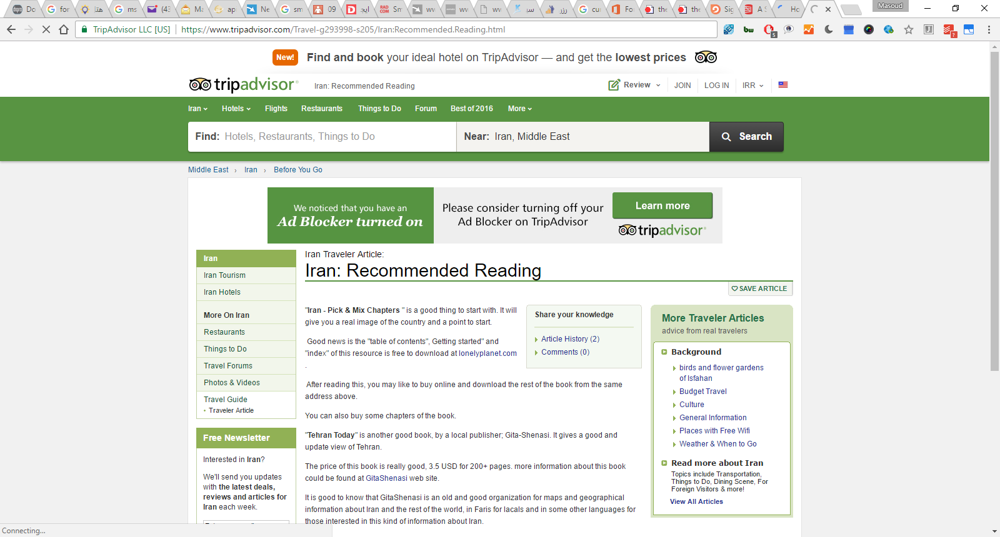 Do
for
ms
(43
Ma
ap
Ne
sm
09
ايد
Sm
wv
wv
wv
سـ
رزر
cu
Fo
the
the
Sig
A S
Ho
Masoud
TripAdvisor LLC [US] | https://www.tripadvisor.com/Travel-g293998-s205/Iran:Recommended.Reading.html
New! Find and book your ideal hotel on TripAdvisor — and get the lowest prices
tripadvisor Iran: Recommended Reading Review JOIN LOG IN IRR
Iran Hotels Flights Restaurants Things to Do Forum Best of 2016 More
Find: Hotels, Restaurants, Things to Do Near: Iran, Middle East Search
Middle East › Iran › Before You Go
We noticed that you have an
Ad Blocker turned on
Please consider turning off your
Ad Blocker on TripAdvisor
Learn more
tripadvisor
Iran
Iran Tourism
Iran Hotels
More On Iran
Restaurants
Things to Do
Travel Forums
Photos & Videos
Travel Guide
• Traveler Article
Free Newsletter
Interested in Iran?
We'll send you updates
with the latest deals,
reviews and articles for
Iran each week.
Iran Traveler Article:
Iran: Recommended Reading
SAVE ARTICLE
"Iran - Pick & Mix Chapters " is a good thing to start with. It will
give you a real image of the country and a point to start.
Good news is the "table of contents", Getting started" and
"index" of this resource is free to download at lonelyplanet.com
.
After reading this, you may like to buy online and download the rest of the book from the same
address above.
You can also buy some chapters of the book.
"Tehran Today" is another good book, by a local publisher; Gita-Shenasi. It gives a good and
update view of Tehran.
The price of this book is really good, 3.5 USD for 200+ pages. more information about this book
could be found at GitaShenasi web site.
It is good to know that GitaShenasi is an old and good organization for maps and geographical
information about Iran and the rest of the world, in Faris for lacals and in some other languages for
those interested in this kind of information about Iran.
Share your knowledge
Article History (2)
Comments (0)
More Traveler Articles
advice from real travelers
Background
birds and flower gardens
of Isfahan
Budget Travel
Culture
General Information
Places with Free Wifi
Weather & When to Go
Read more about Iran
Topics include Transportation,
Things to Do, Dining Scene, For
Foreign Visitors & more!
View All Articles
Connecting...